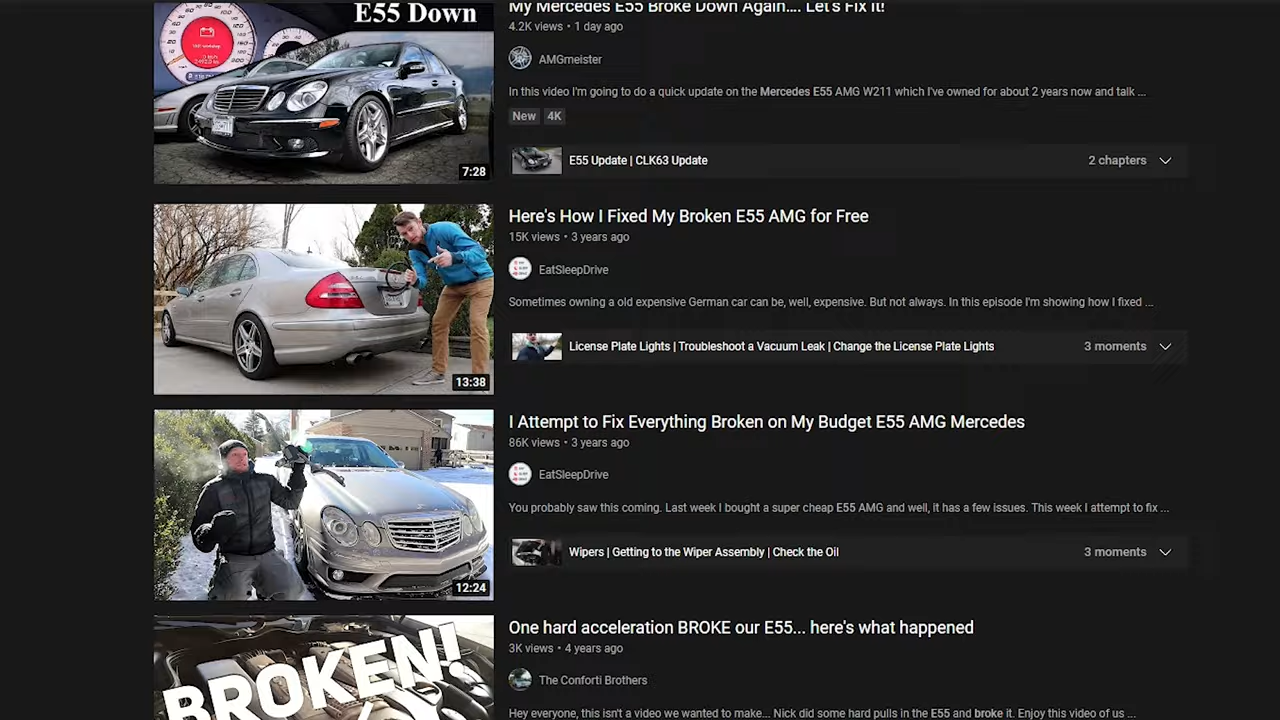 E55 Down
My Mercedes E55 Broke Down Again.... Let's Fix it!
4.2K views • 1 day ago
AMGmeister
In this video I'm going to do a quick update on the Mercedes E55 AMG W211 which I've owned for about 2 years now and talk ...
New 4K
7:28
E55 Update | CLK63 Update
2 chapters
Here's How I Fixed My Broken E55 AMG for Free
15K views • 3 years ago
EatSleepDrive
Sometimes owning a old expensive German car can be, well, expensive. But not always. In this episode I'm showing how I fixed ...
License Plate Lights | Troubleshoot a Vacuum Leak | Change the License Plate Lights
3 moments
13:38
I Attempt to Fix Everything Broken on My Budget E55 AMG Mercedes
86K views • 3 years ago
EatSleepDrive
You probably saw this coming. Last week I bought a super cheap E55 AMG and well, it has a few issues. This week I attempt to fix ...
Wipers | Getting to the Wiper Assembly | Check the Oil
3 moments
12:24
One hard acceleration BROKE our E55... here's what happened
3K views • 4 years ago
The Conforti Brothers
BROKEN!
Hey everyone, this isn't a video we wanted to make... Nick did some hard pulls in the E55 and broke it. Enjoy this video of us ...